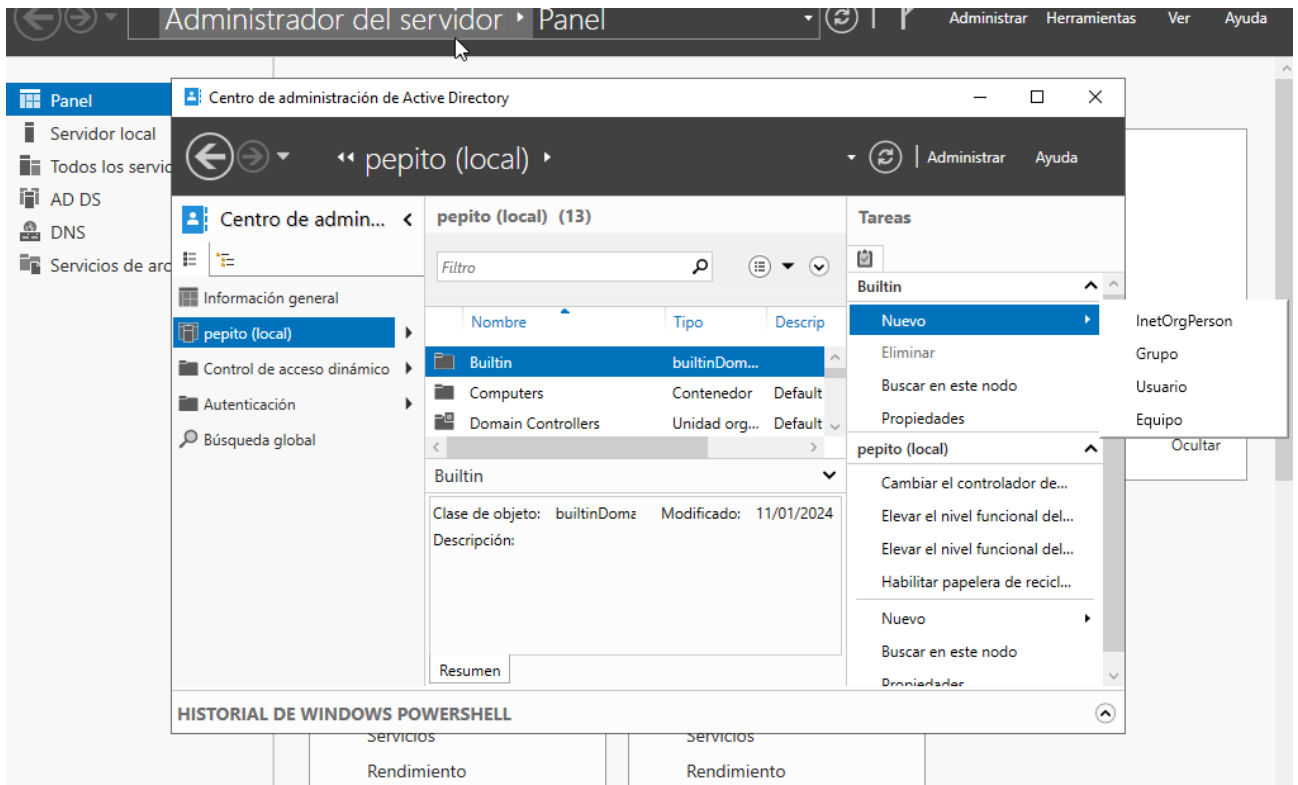 Administrador del servidor ‣ Panel
Administrar Herramientas Ver Ayuda
Panel
Servidor local
Todos los servic
AD DS
DNS
Servicios de arc
Centro de administración de Active Directory
pepito (local)
Administrar Ayuda
Centro de admin...
Información general
pepito (local)
Control de acceso dinámico
Autenticación
Búsqueda global
pepito (local) (13)
Filtro
Nombre Tipo Descrip
Builtin builtinDom...
Computers Contenedor Default
Domain Controllers Unidad org... Default
Builtin
Clase de objeto: builtinDoma Modificado: 11/01/2024
Descripción:
Resumen
Tareas
Builtin
Nuevo
Eliminar
Buscar en este nodo
Propiedades
InetOrgPerson
Grupo
Usuario
Equipo
Ocultar
pepito (local)
Cambiar el controlador de...
Elevar el nivel funcional del...
Elevar el nivel funcional del...
Habilitar papelera de recicl...
Nuevo
Buscar en este nodo
Propiedades
HISTORIAL DE WINDOWS POWERSHELL
Servicios Servicios
Rendimiento Rendimiento